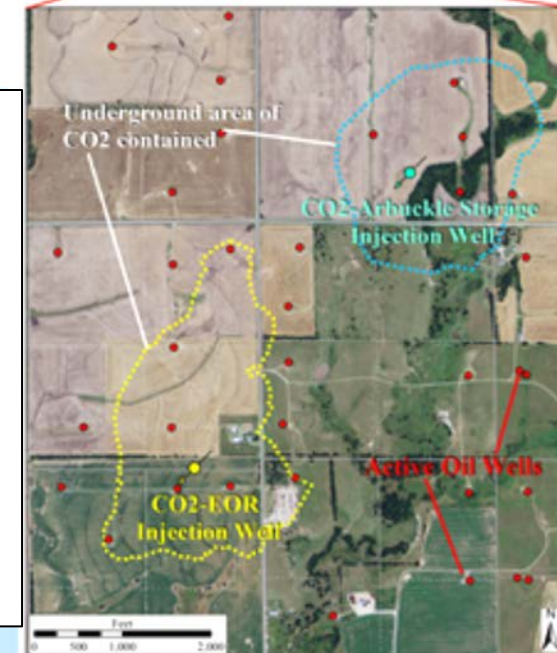 Underground area of
CO2 contained
CO2-Arbuckle Storage
Injection Well
Active Oil Wells
CO2-EOR
Injection Well
Feet
0 500 1.000 2.000
N